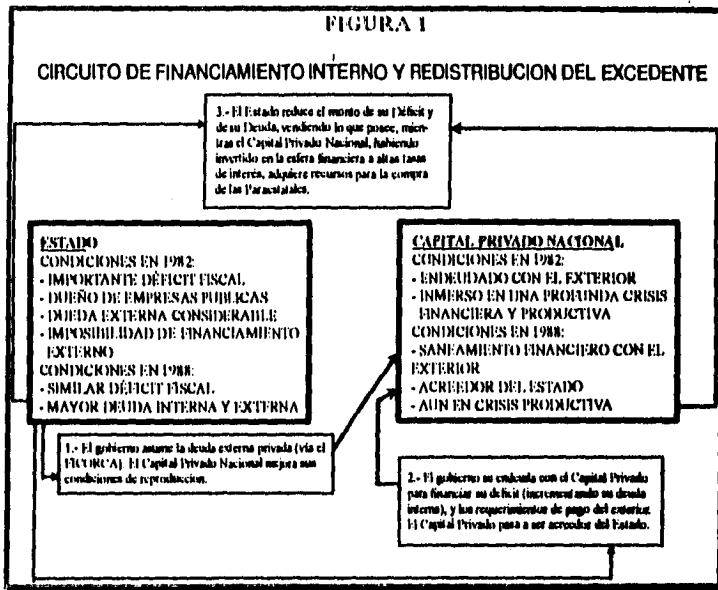 FIGURA 1
CIRCUITO DE FINANCIAMIENTO INTERNO Y REDISTRIBUCION DEL EXCEDENTE
3.- El Estado reduce el monto de su Déficit y
de su Deuda, vendiendo lo que posee, mien-
tras el Capital Privado Nacional, habiendo
invertido en la esfera financiera a altas tasas
de interés, adquiere recursos para la compra
de las Paraestatales.
ESTADO
CONDICIONES EN 1982:
- IMPORTANTE DÉFICIT FISCAL
- DUEÑO DE EMPRESAS PUBLICAS
- DUEDA EXTERNA CONSIDERABLE
- IMPOSIBILIDAD DE FINANCIAMIENTO
EXTERNO
CONDICIONES EN 1988:
- SIMILAR DÉFICIT FISCAL
- MAYOR DEUDA INTERNA Y EXTERNA
CAPITAL PRIVADO NACIONAL
CONDICIONES EN 1982:
- ENDEUDADO CON EL EXTERIOR
- INMERSO EN UNA PROFUNDA CRISIS
FINANCIERA Y PRODUCTIVA
CONDICIONES EN 1988:
- SANEAMIENTO FINANCIERO CON EL
EXTERIOR
- ACREEDOR DEL ESTADO
- AUN EN CRISIS PRODUCTIVA
1.- El gobierno asume la deuda externa privada (vía el
FICORCA). El Capital Privado Nacional mejora sus
condiciones de reproduccion.
2.- El gobierno se endeuda con el Capital Privado
para financiar su deficit (incrementando su deuda
interna), y los requerimientos de pago del exterior.
El Capital Privado pasa a ser acreedor del Estado.